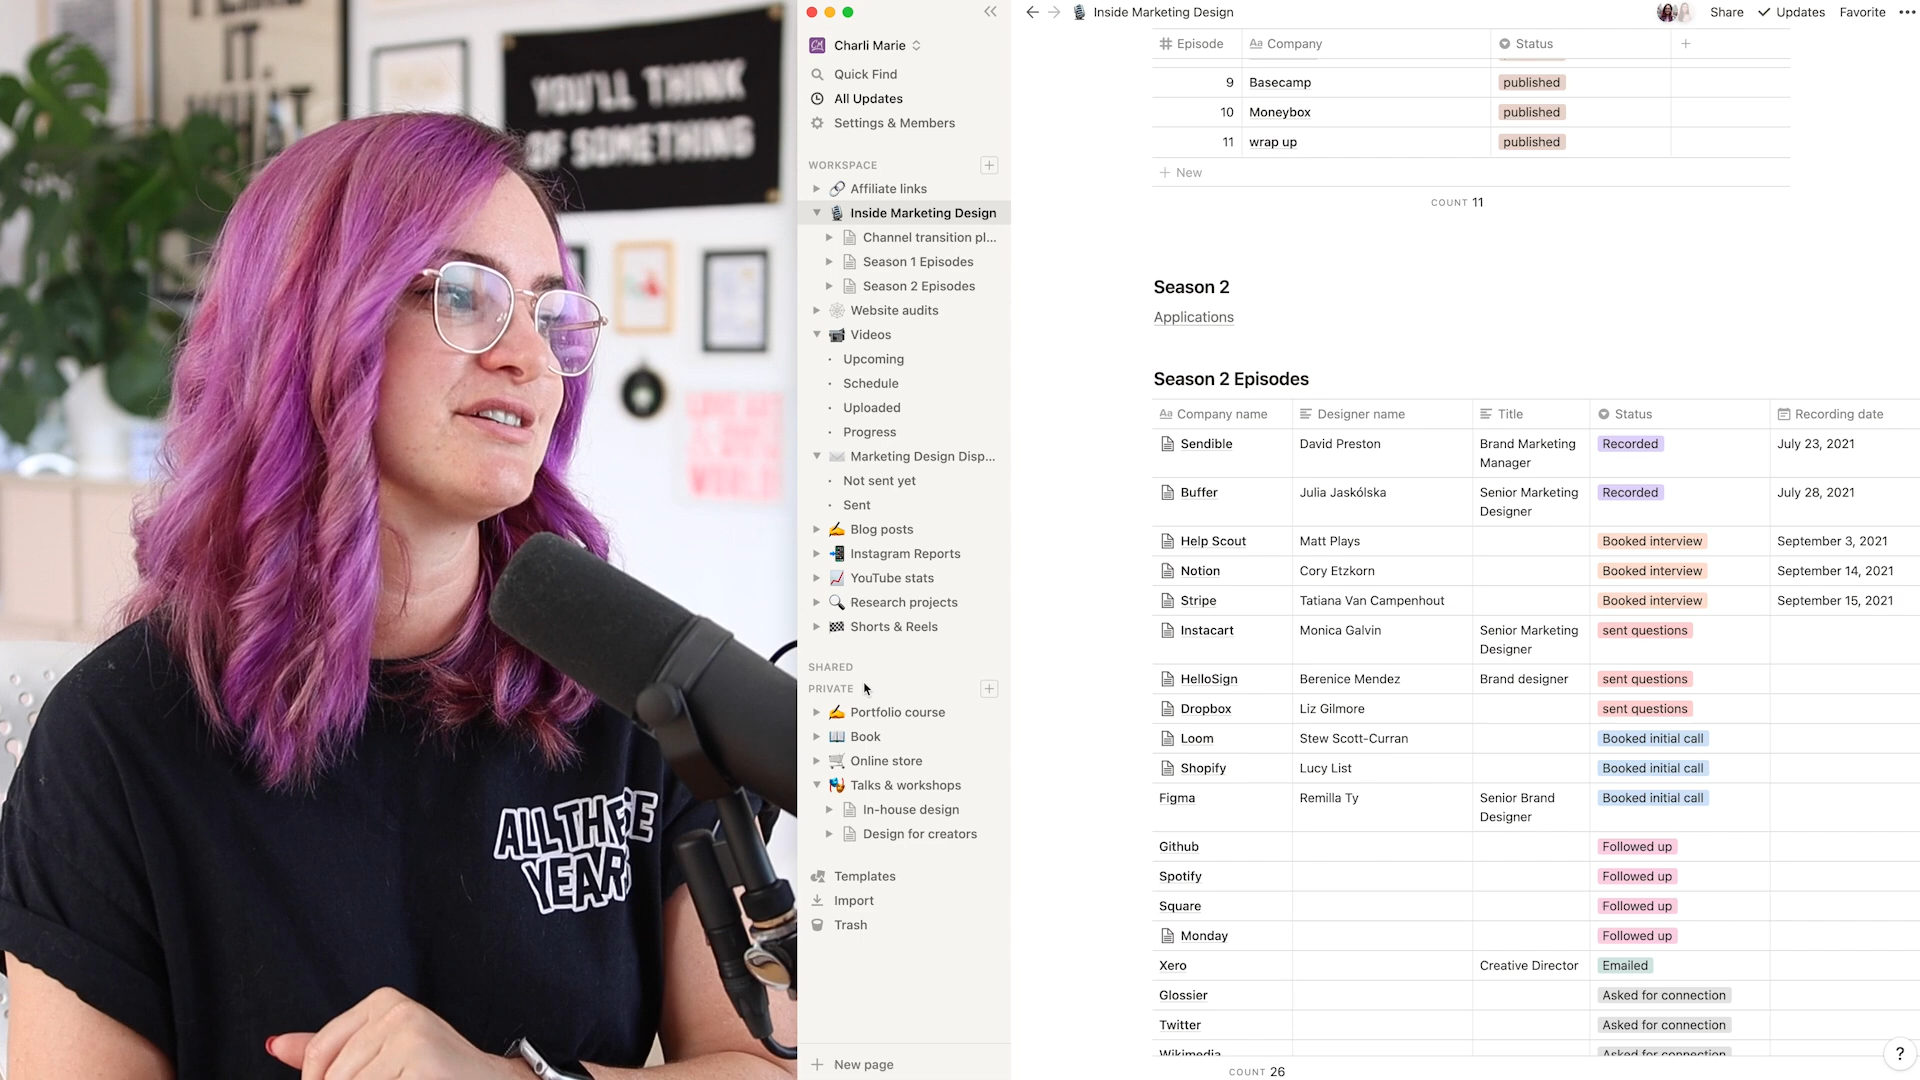 YOU'LL THINK
OF SOMETHING
ALL THESE
YEARS
Charli Marie
Quick Find
All Updates
Settings & Members
WORKSPACE
Affiliate links
Inside Marketing Design
Channel transition pl...
Season 1 Episodes
Season 2 Episodes
Website audits
Videos
Upcoming
Schedule
Uploaded
Progress
Marketing Design Disp...
Not sent yet
Sent
Blog posts
Instagram Reports
YouTube stats
Research projects
Shorts & Reels
SHARED
PRIVATE
Portfolio course
Book
Online store
Talks & workshops
In-house design
Design for creators
Templates
Import
Trash
New page
Inside Marketing Design Share Updates Favorite
# Episode Aa Company Status
9 Basecamp published
10 Moneybox published
11 wrap up published
+ New
COUNT 11
Season 2
Applications
Season 2 Episodes
Aa Company name Designer name Title Status Recording date
Sendible David Preston Brand Marketing Recorded July 23, 2021
Manager
Buffer Julia Jaskólska Senior Marketing Recorded July 28, 2021
Designer
Help Scout Matt Plays Booked interview September 3, 2021
Notion Cory Etzkorn Booked interview September 14, 2021
Stripe Tatiana Van Campenhout Booked interview September 15, 2021
Instacart Monica Galvin Senior Marketing sent questions
Designer
HelloSign Berenice Mendez Brand designer sent questions
Dropbox Liz Gilmore sent questions
Loom Stew Scott-Curran Booked initial call
Shopify Lucy List Booked initial call
Figma Remilla Ty Senior Brand Booked initial call
Designer
Github Followed up
Spotify Followed up
Square Followed up
Monday Followed up
Xero Creative Director Emailed
Glossier Asked for connection
Twitter Asked for connection
Wikimedia Asked for connection
COUNT 26
?